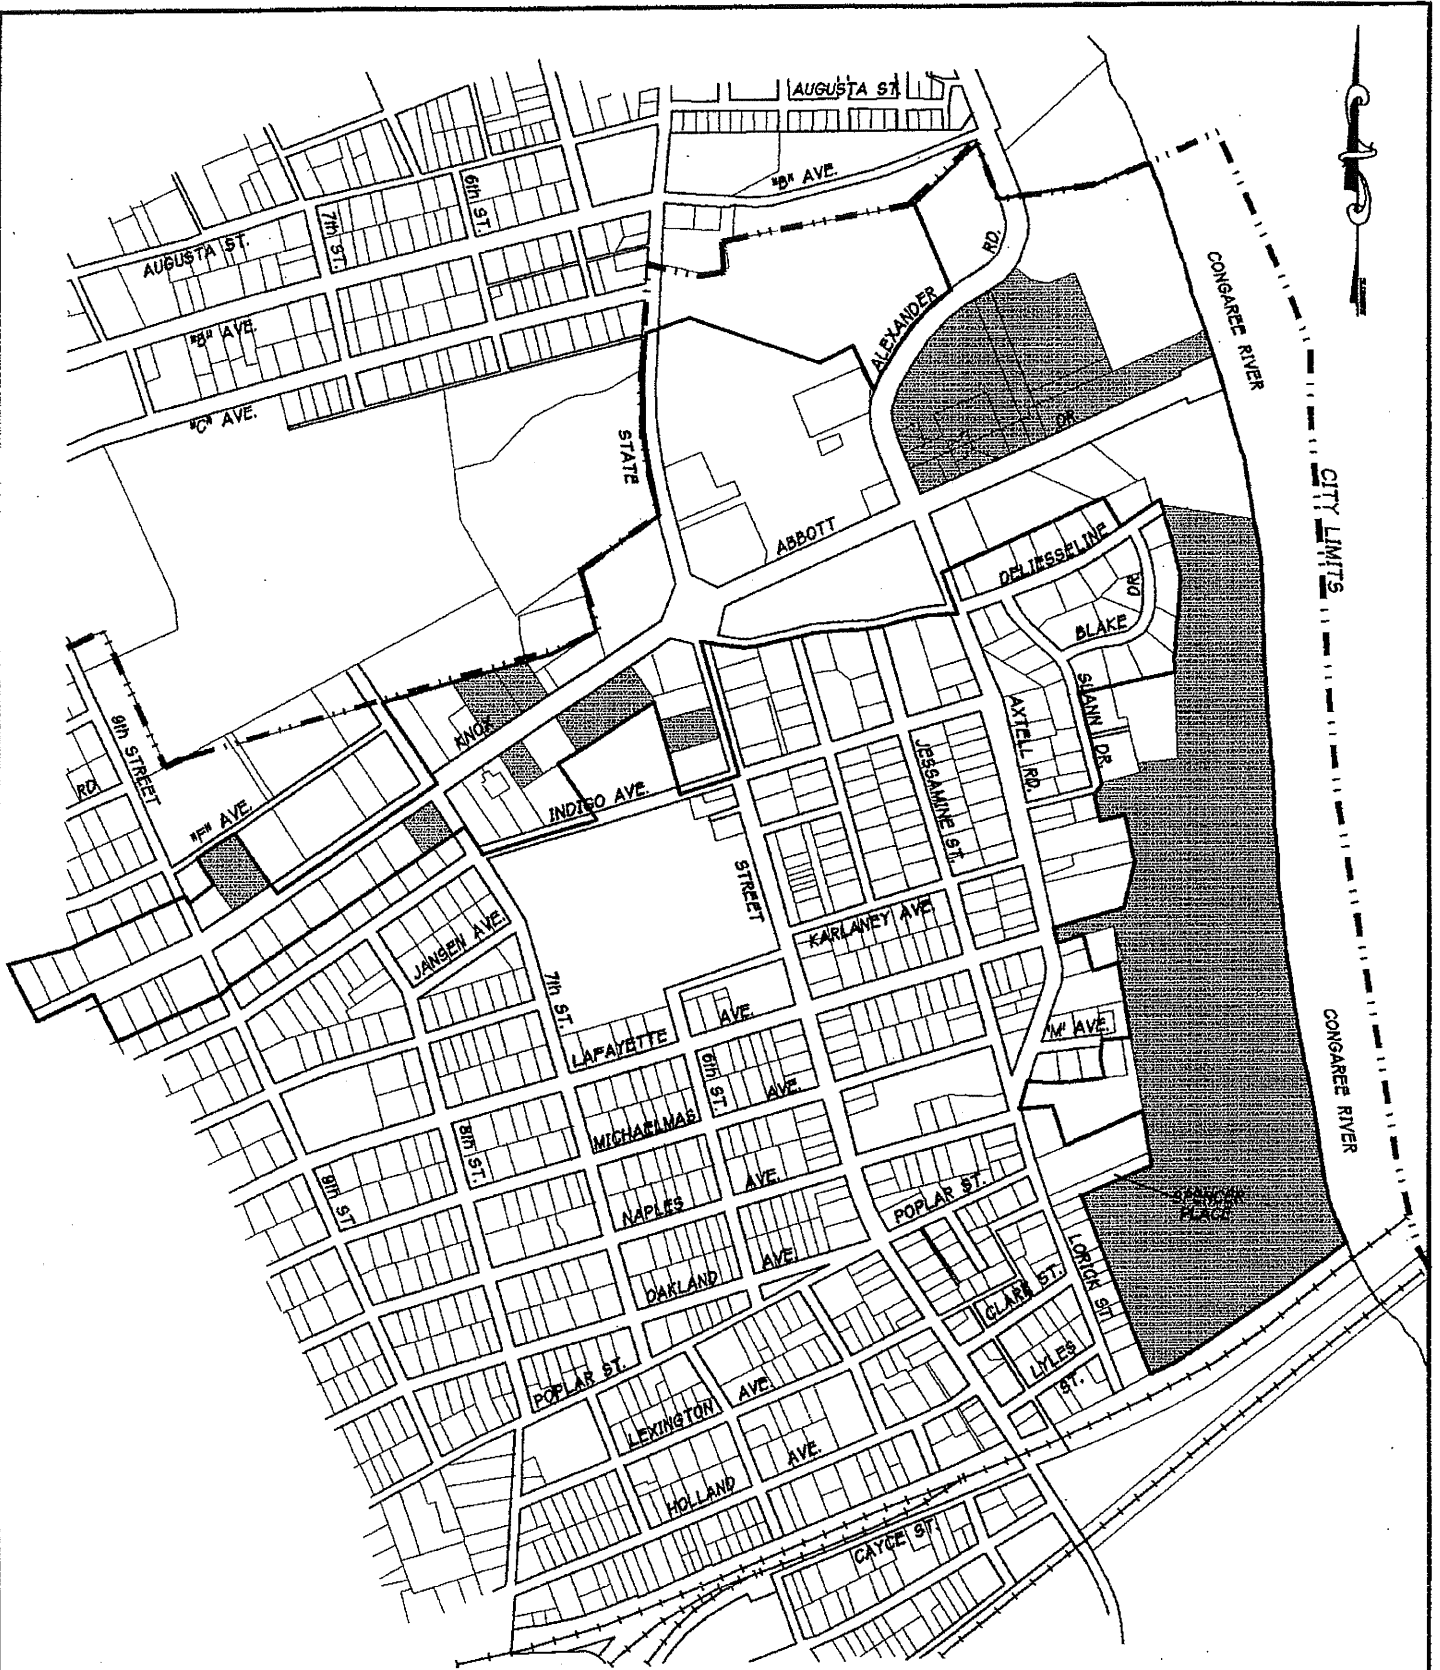 AUGUSTA ST.
"B" AVE.
6th ST.
7th ST.
AUGUSTA ST.
RD.
CONGAREE RIVER
ALEXANDER
"B" AVE.
"C" AVE.
DR.
STATE
CITY LIMITS
ABBOTT
DELIESSELINE
DR.
BLAKE
SUANN DR.
AXTELL RD.
KNOX
JESSAMINE ST.
9th STREET
RD.
INDIGO AVE.
"F" AVE.
STREET
KARLANEY AVE.
JANSEN AVE.
7th ST.
AVE.
LAFAYETTE
"M" AVE.
CONGAREE RIVER
6th ST.
AVE.
MICHAELMAS
8th ST.
9th ST
AVE.
NAPLES
POPLAR ST.
SPENCER
PLACE
LORICK ST.
AVE.
OAKLAND
CLARK ST.
LYLES
ST.
POPLAR ST.
AVE.
LEXINGTON
AVE.
HOLLAND
CAYCE ST.